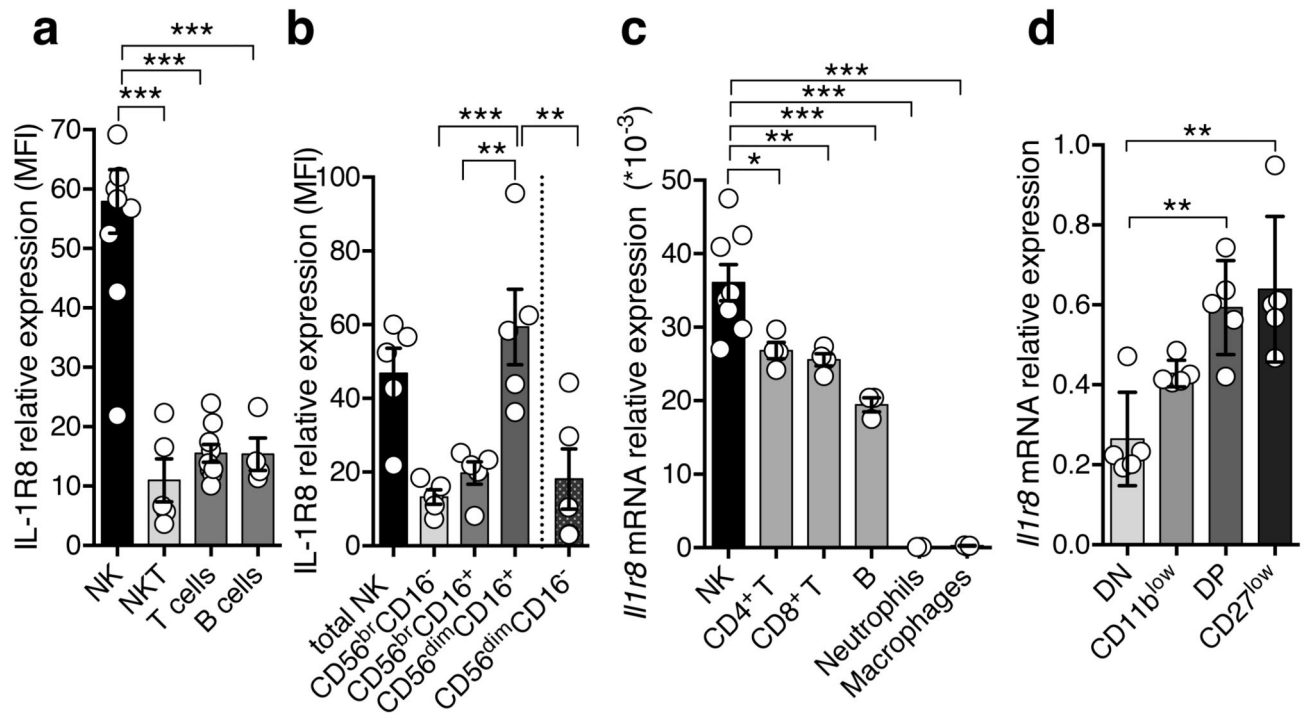 a
***
***
***
IL-1R8 relative expression (MFI)
70
60
50
40
30
20
10
0
NK
NKT
T cells
B cells
b
***
**
**
IL-1R8 relative expression (MFI)
100
80
60
40
20
0
total NK
CD56brCD16-
CD56brCD16+
CD56dimCD16+
CD56dimCD16-
c
***
***
***
**
*
Il1r8 mRNA relative expression (*10-3)
50
40
30
20
10
0
NK
CD4+ T
CD8+ T
B
Neutrophils
Macrophages
d
**
**
Il1r8 mRNA relative expression
1.0
0.8
0.6
0.4
0.2
0.0
DN
CD11blow
DP
CD27low